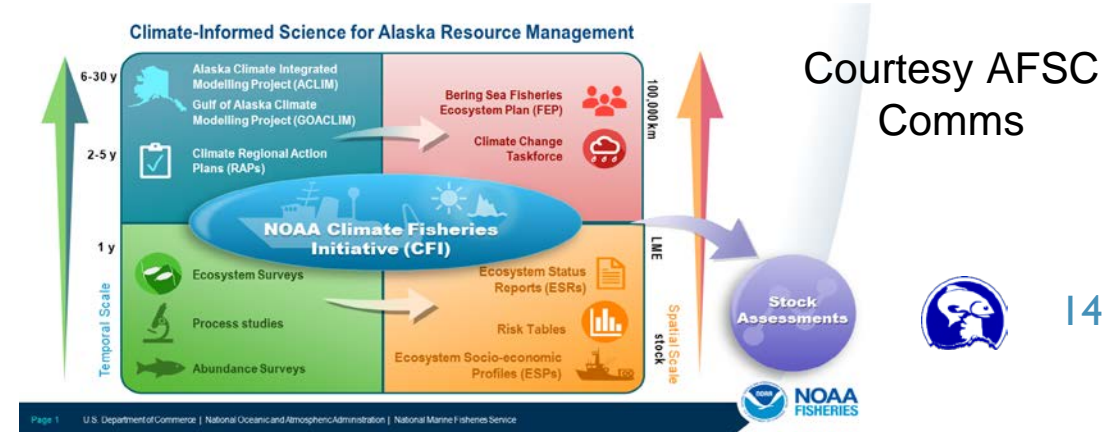 Climate-Informed Science for Alaska Resource Management
Courtesy AFSC
Comms
6-30 y
2-5 y
1 y
Temporal Scale
Alaska Climate Integrated
Modelling Project (ACLIM)
Gulf of Alaska Climate
Modelling Project (GOACLIM)
Climate Regional Action
Plans (RAPs)
Bering Sea Fisheries
Ecosystem Plan (FEP)
Climate Change
Taskforce
100,000 km
LME
stock
Spatial Scale
NOAA Climate Fisheries
Initiative (CFI)
Ecosystem Surveys
Process studies
Abundance Surveys
Ecosystem Status
Reports (ESRs)
Risk Tables
Ecosystem Socio-economic
Profiles (ESPs)
Stock
Assessments
14
NOAA
NOAA
FISHERIES
Page 1 U.S. Department of Commerce | National Oceanic and Atmospheric Administration | National Marine Fisheries Service